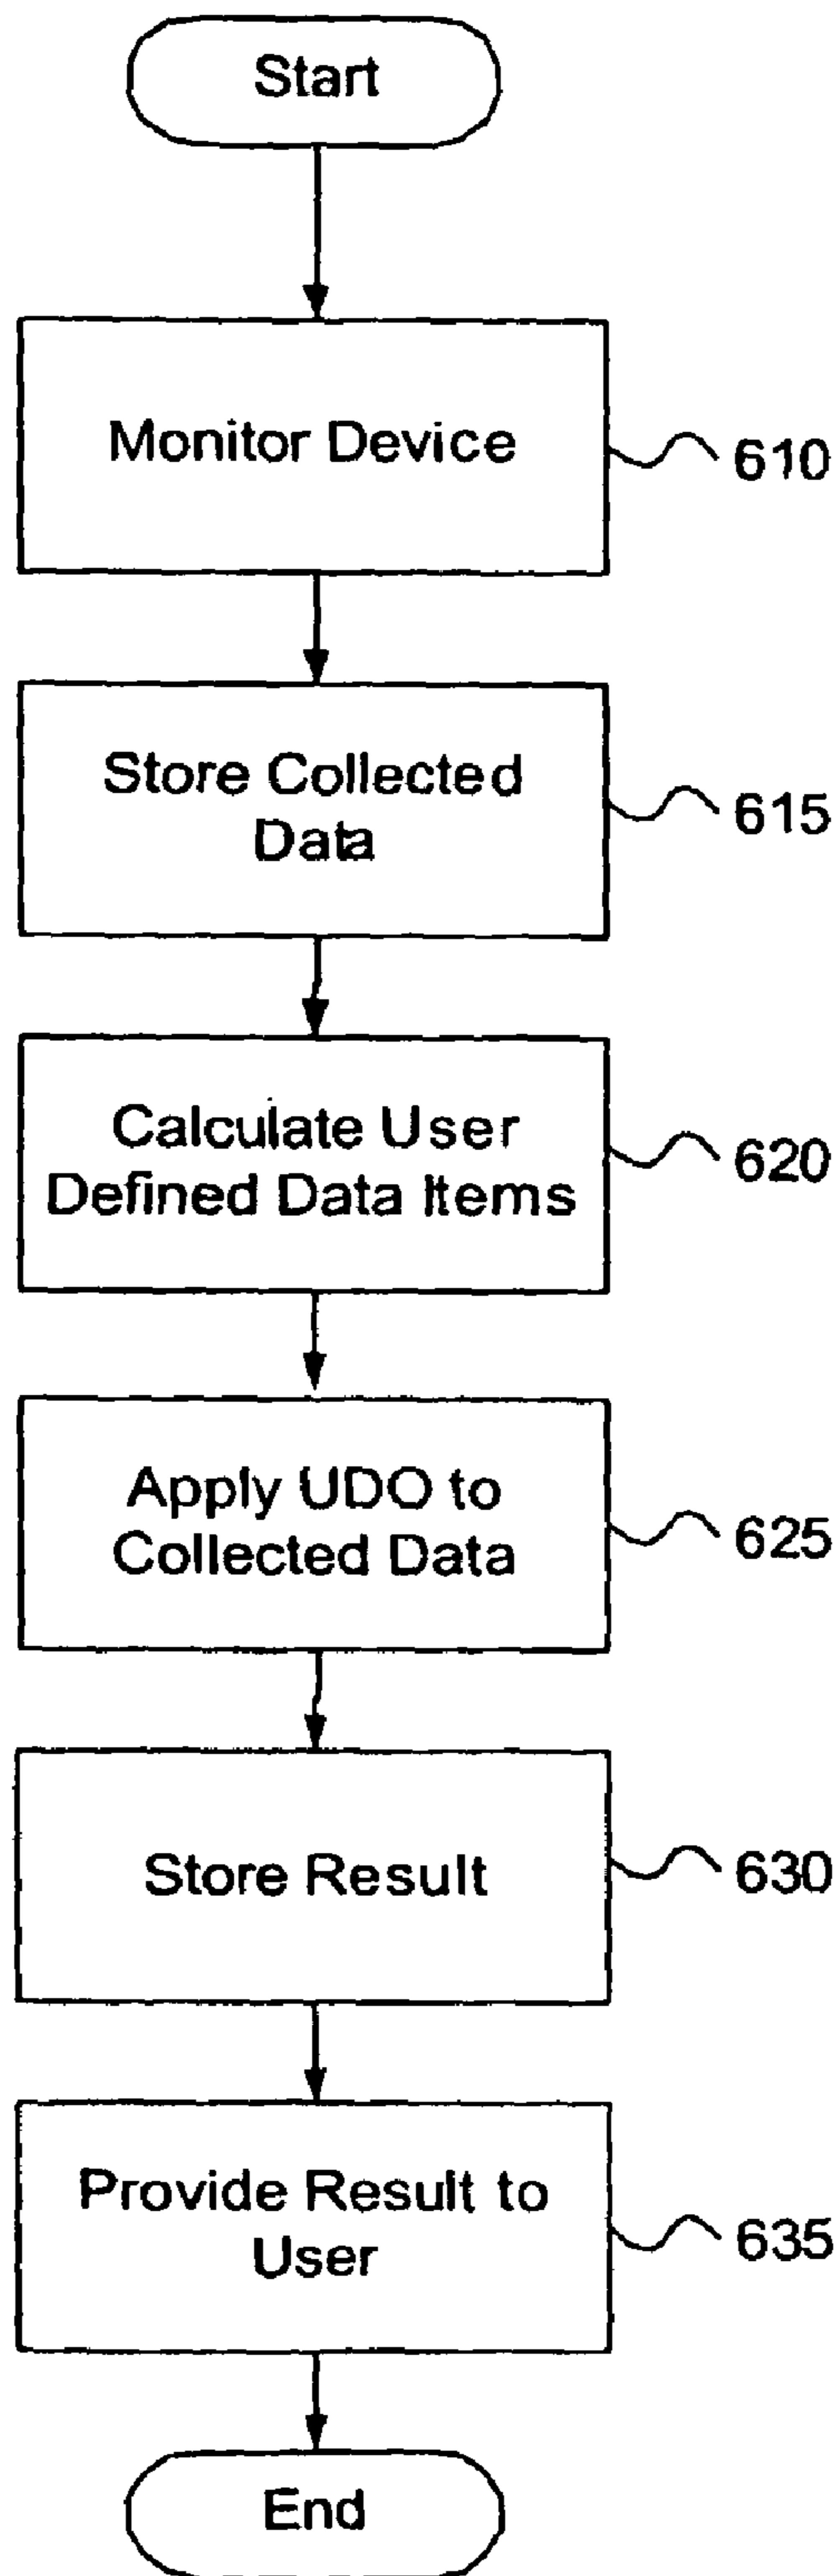 Start
Monitor Device
610
Store Collected
Data
615
Calculate User
Defined Data Items
620
Apply UDO to
Collected Data
625
Store Result
630
Provide Result to
User
635
End